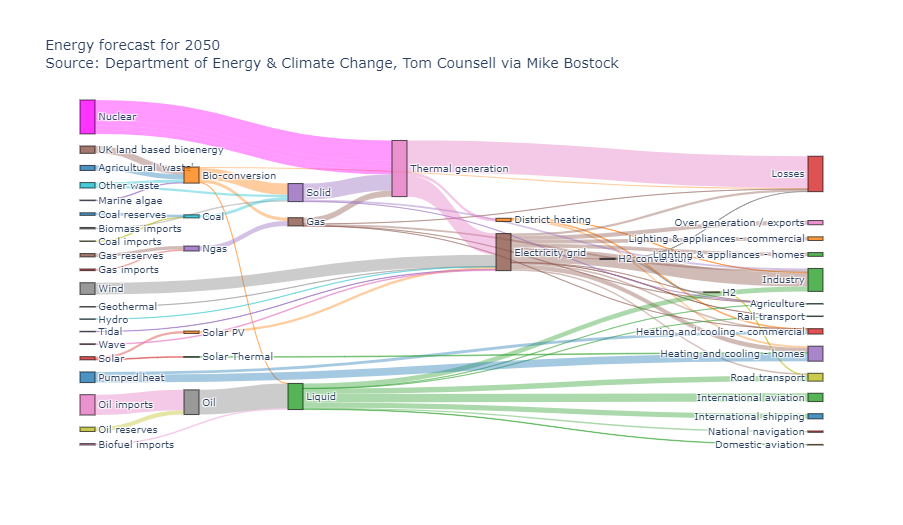 Energy forecast for 2050
Source: Department of Energy & Climate Change, Tom Counsell via Mike Bostock
Nuclear
UK land based bioenergy
Agricultural 'waste'
Other waste
Marine algae
Coal reserves
Biomass imports
Coal imports
Gas reserves
Gas imports
Wind
Geothermal
Hydro
Tidal
Wave
Solar
Pumped heat
Oil imports
Oil reserves
Biofuel imports
Bio-conversion
Coal
Ngas
Solar PV
Solar Thermal
Oil
Solid
Gas
Liquid
Thermal generation
District heating
Electricity grid
H2 conversion
H2
Losses
Over generation / exports
Lighting & appliances - commercial
Lighting & appliances - homes
Industry
Agriculture
Rail transport
Heating and cooling - commercial
Heating and cooling - homes
Road transport
International aviation
International shipping
National navigation
Domestic aviation